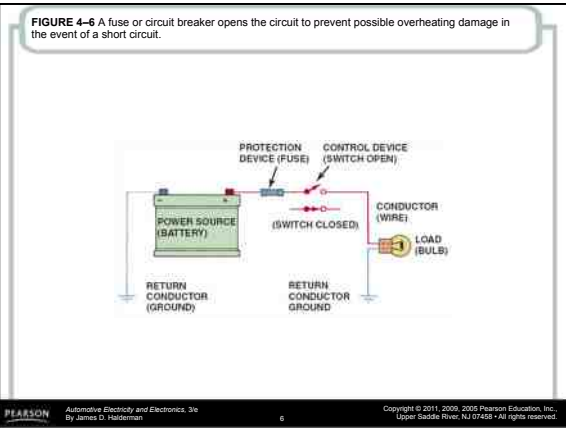 FIGURE 4–6 A fuse or circuit breaker opens the circuit to prevent possible overheating damage in
the event of a short circuit.
PROTECTION
DEVICE (FUSE)
CONTROL DEVICE
(SWITCH OPEN)
- +
POWER SOURCE
(BATTERY)
(SWITCH CLOSED)
CONDUCTOR
(WIRE)
LOAD
(BULB)
RETURN
CONDUCTOR
(GROUND)
RETURN
CONDUCTOR
GROUND
PEARSON
Automotive Electricity and Electronics, 3/e
By James D. Halderman
6
Copyright © 2011, 2009, 2005 Pearson Education, Inc.,
Upper Saddle River, NJ 07458 • All rights reserved.